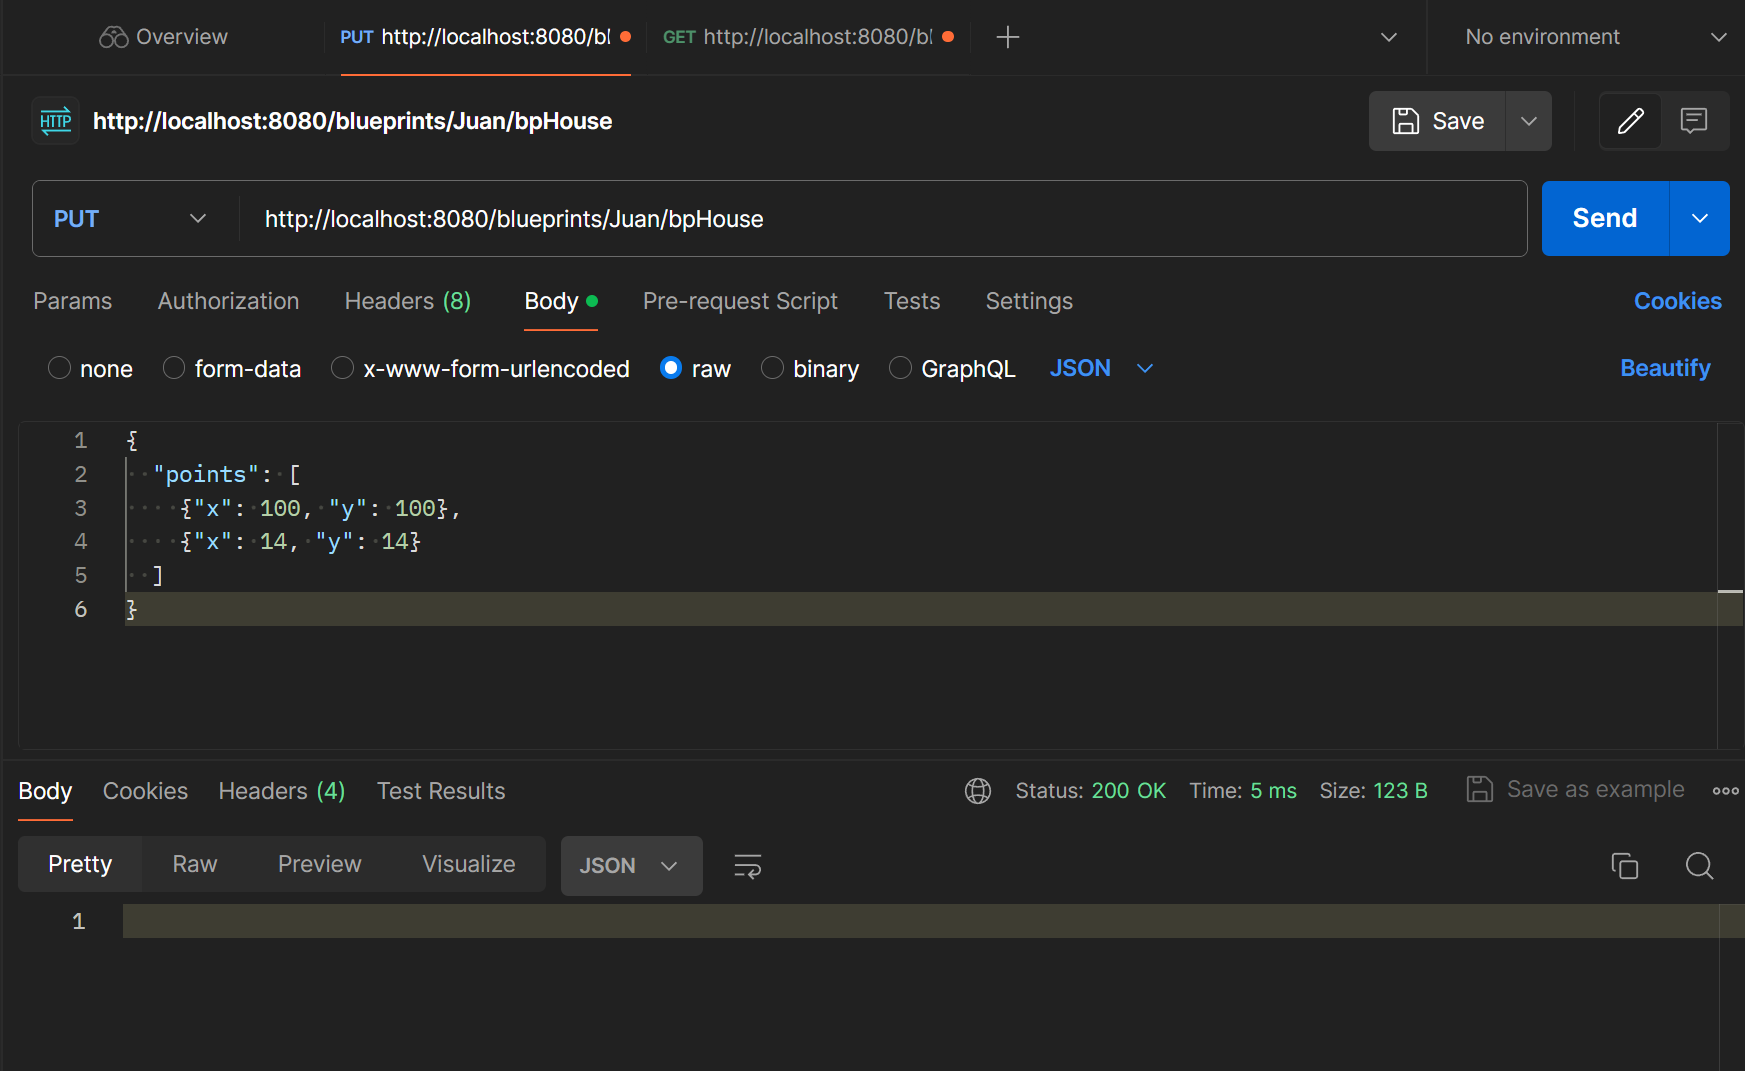 Overview PUT http://localhost:8080/bl GET http://localhost:8080/bl No environment
HTTP http://localhost:8080/blueprints/Juan/bpHouse Save
PUT http://localhost:8080/blueprints/Juan/bpHouse Send
Params Authorization Headers (8) Body Pre-request Script Tests Settings Cookies
none form-data x-www-form-urlencoded raw binary GraphQL JSON Beautify
1 {
2 "points": [
3 {"x": 100, "y": 100},
4 {"x": 14, "y": 14}
5 ]
6 }
Body Cookies Headers (4) Test Results Status: 200 OK Time: 5 ms Size: 123 B Save as example
Pretty Raw Preview Visualize JSON
1